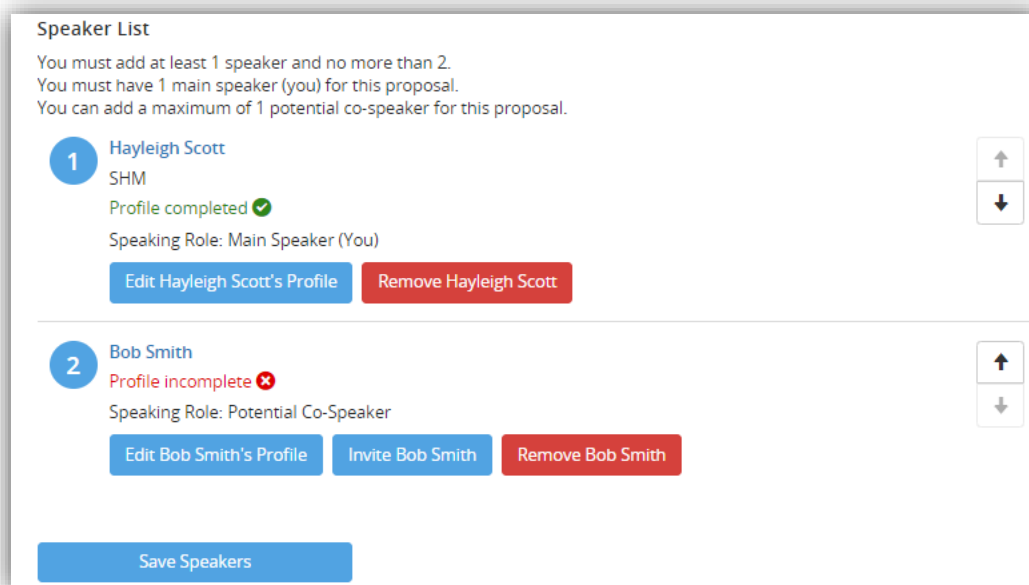 Speaker List
You must add at least 1 speaker and no more than 2.
You must have 1 main speaker (you) for this proposal.
You can add a maximum of 1 potential co-speaker for this proposal.
1
Hayleigh Scott
SHM
Profile completed
Speaking Role: Main Speaker (You)
Edit Hayleigh Scott's Profile Remove Hayleigh Scott
2
Bob Smith
Profile incomplete
Speaking Role: Potential Co-Speaker
Edit Bob Smith's Profile Invite Bob Smith Remove Bob Smith
Save Speakers